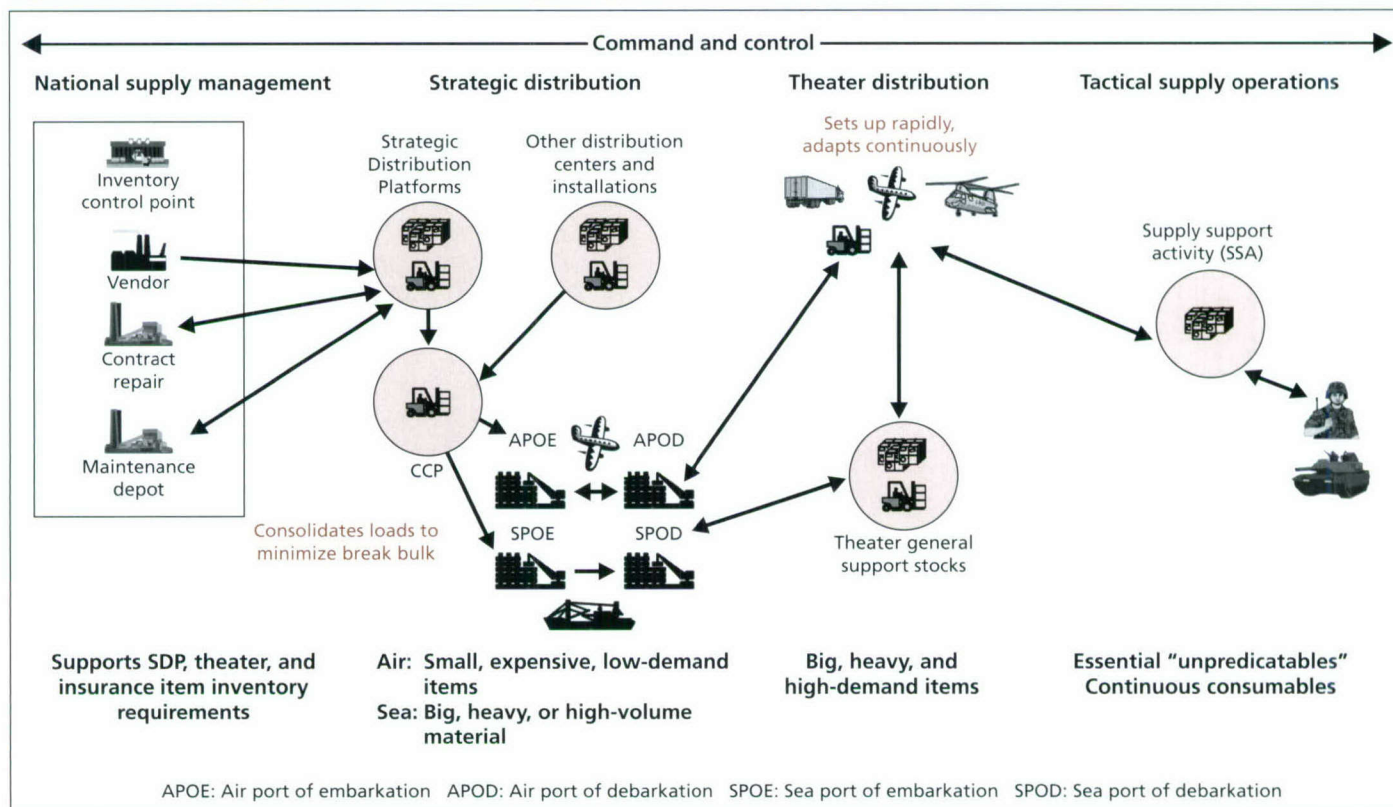 Command and control
National supply management
Strategic distribution
Theater distribution
Tactical supply operations
Inventory
control point
Vendor
Contract
repair
Maintenance
depot
Strategic
Distribution
Platforms
Other distribution
centers and
installations
CCP
Consolidates loads to
minimize break bulk
APOE
APOD
SPOE
SPOD
Sets up rapidly,
adapts continuously
Theater general
support stocks
Supply support
activity (SSA)
Supports SDP, theater, and
insurance item inventory
requirements
Air: Small, expensive, low-demand
items
Sea: Big, heavy, or high-volume
material
Big, heavy, and
high-demand items
Essential “unpredicatables”
Continuous consumables
APOE: Air port of embarkation APOD: Air port of debarkation SPOE: Sea port of embarkation SPOD: Sea port of debarkation